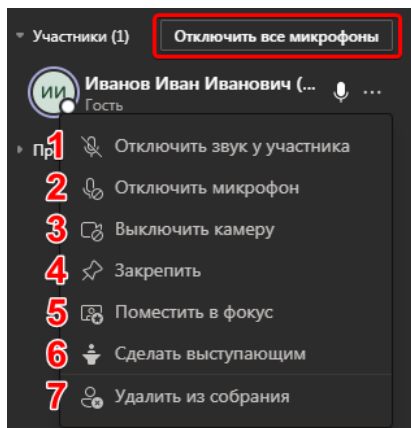 Участники (1) Отключить все микрофоны
ИИ Иванов Иван Иванович (...
Гость
Пр
1 Отключить звук у участника
2 Отключить микрофон
3 Выключить камеру
4 Закрепить
5 Поместить в фокус
6 Сделать выступающим
7 Удалить из собрания